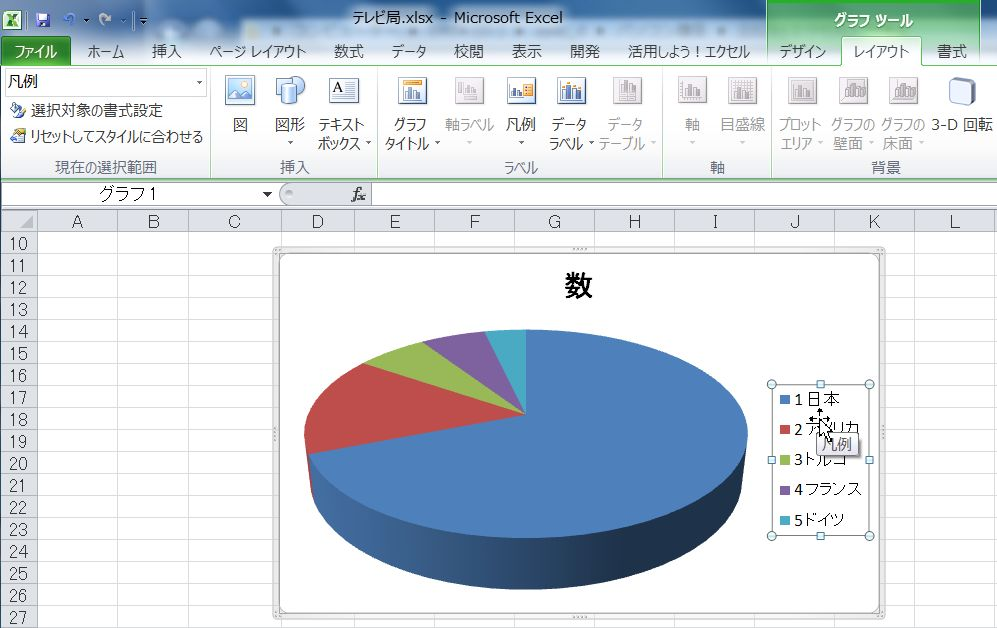 テレビ局.xlsx - Microsoft Excel
グラフ ツール
ファイル ホーム 挿入 ページ レイアウト 数式 データ 校閲 表示 開発 活用しよう!エクセル デザイン レイアウト 書式
凡例
選択対象の書式設定
リセットしてスタイルに合わせる
現在の選択範囲
図
図形
テキスト
ボックス
挿入
グラフ
タイトル
軸ラベル
凡例
データ
ラベル
データ
テーブル
ラベル
軸
目盛線
軸
プロット
エリア
グラフの
壁面
グラフの
床面
3-D 回転
背景
グラフ 1
fx
A B C D E F G H I J K L
10
11
12
13
14
15
16
17
18
19
20
21
22
23
24
25
26
27
数
1 日本
2 アメリカ
凡例
3 トルコ
4 フランス
5 ドイツ